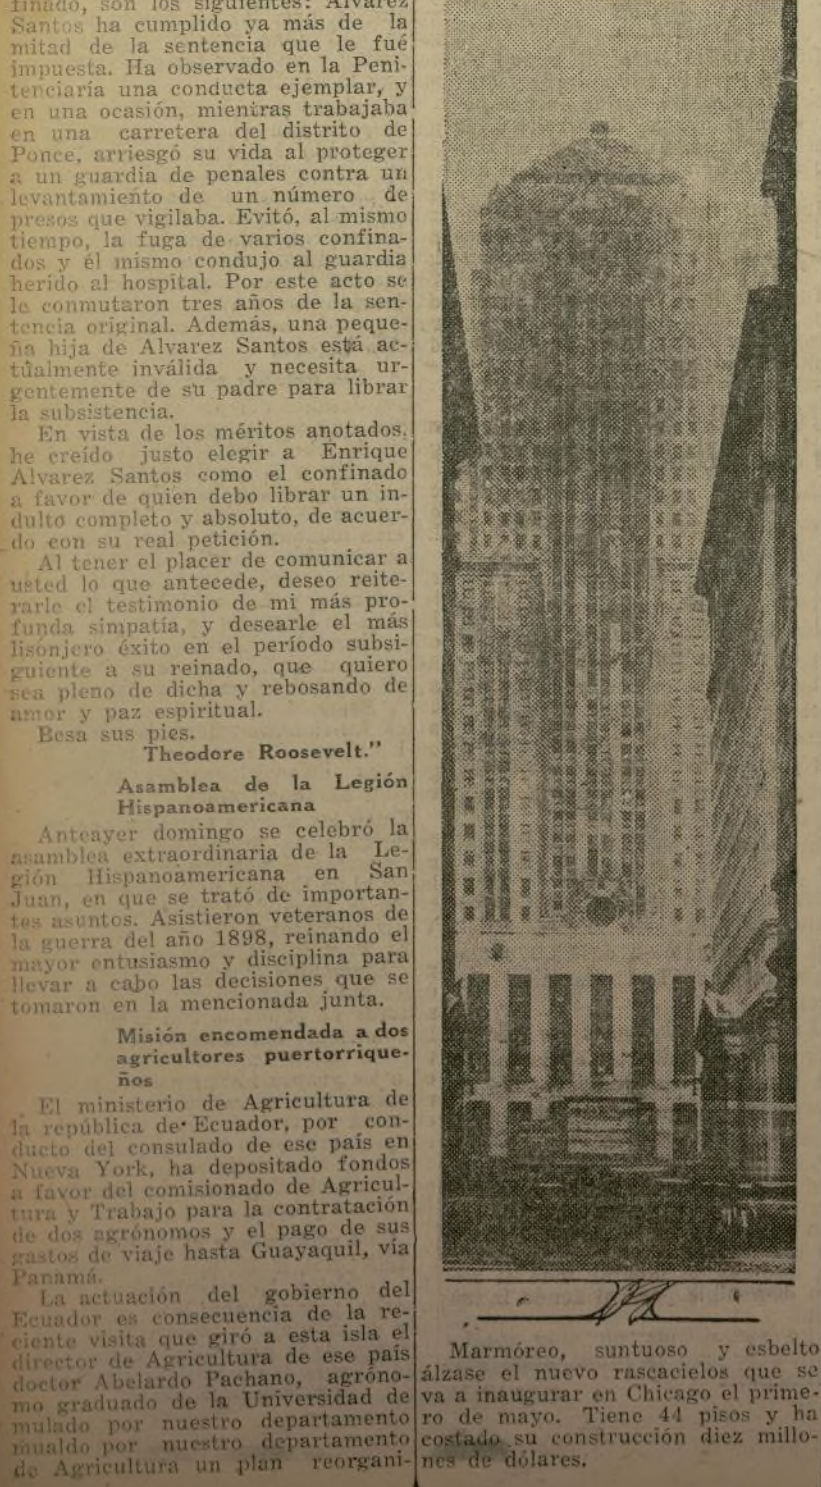 finado, son los siguientes: Alvarez
Santos ha cumplido ya más de la
mitad de la sentencia que le fué
impuesta. Ha observado en la Peni-
tenciaría una conducta ejemplar, y
en una ocasión, mientras trabajaba
en una carretera del distrito de
Ponce, arriesgó su vida al proteger
a un guardia de penales contra un
levantamiento de un número de
presos que vigilaba. Evitó, al mismo
tiempo, la fuga de varios confina-
dos y él mismo condujo al guardia
herido al hospital. Por este acto se
le conmutaron tres años de la sen-
tencia original. Además, una peque-
ña hija de Alvarez Santos está ac-
tualmente inválida y necesita ur-
gentemente de su padre para librar
la subsistencia.
En vista de los méritos anotados,
he creído justo elegir a Enrique
Alvarez Santos como el confinado
a favor de quien debo librar un in-
dulto completo y absoluto, de acuer-
do con su real petición.
Al tener el placer de comunicar a
usted lo que antecede, deseo reite-
rarle el testimonio de mi más pro-
funda simpatía, y desearle el más
lisonjero éxito en el período subsi-
guiente a su reinado, que quiero
sea pleno de dicha y rebosando de
amor y paz espiritual.
Besa sus pies.
Theodore Roosevelt."
Asamblea de la Legión
Hispanoamericana
Anteayer domingo se celebró la
asamblea extraordinaria de la Le-
gión Hispanoamericana en San
Juan, en que se trató de importan-
tes asuntos. Asistieron veteranos de
la guerra del año 1898, reinando el
mayor entusiasmo y disciplina para
llevar a cabo las decisiones que se
tomaron en la mencionada junta.
Misión encomendada a dos
agricultores puertorrique-
ños
El ministerio de Agricultura de
la república de Ecuador, por con-
ducto del consulado de ese país en
Nueva York, ha depositado fondos
a favor del comisionado de Agricul-
tura y Trabajo para la contratación
de dos agrónomos y el pago de sus
gastos de viaje hasta Guayaquil, vía
Panamá.
La actuación del gobierno del
Ecuador es consecuencia de la re-
ciente visita que giró a esta isla el
director de Agricultura de ese país
doctor Abelardo Pachano, agróno-
mo graduado de la Universidad de
mulado por nuestro departamento
mualdo por nuestro departamento
de Agricultura un plan reorgani-
Marmóreo, suntuoso y esbelto
álzase el nuevo rascacielos que se
va a inaugurar en Chicago el prime-
ro de mayo. Tiene 44 pisos y ha
costado su construcción diez millo-
nes de dólares.